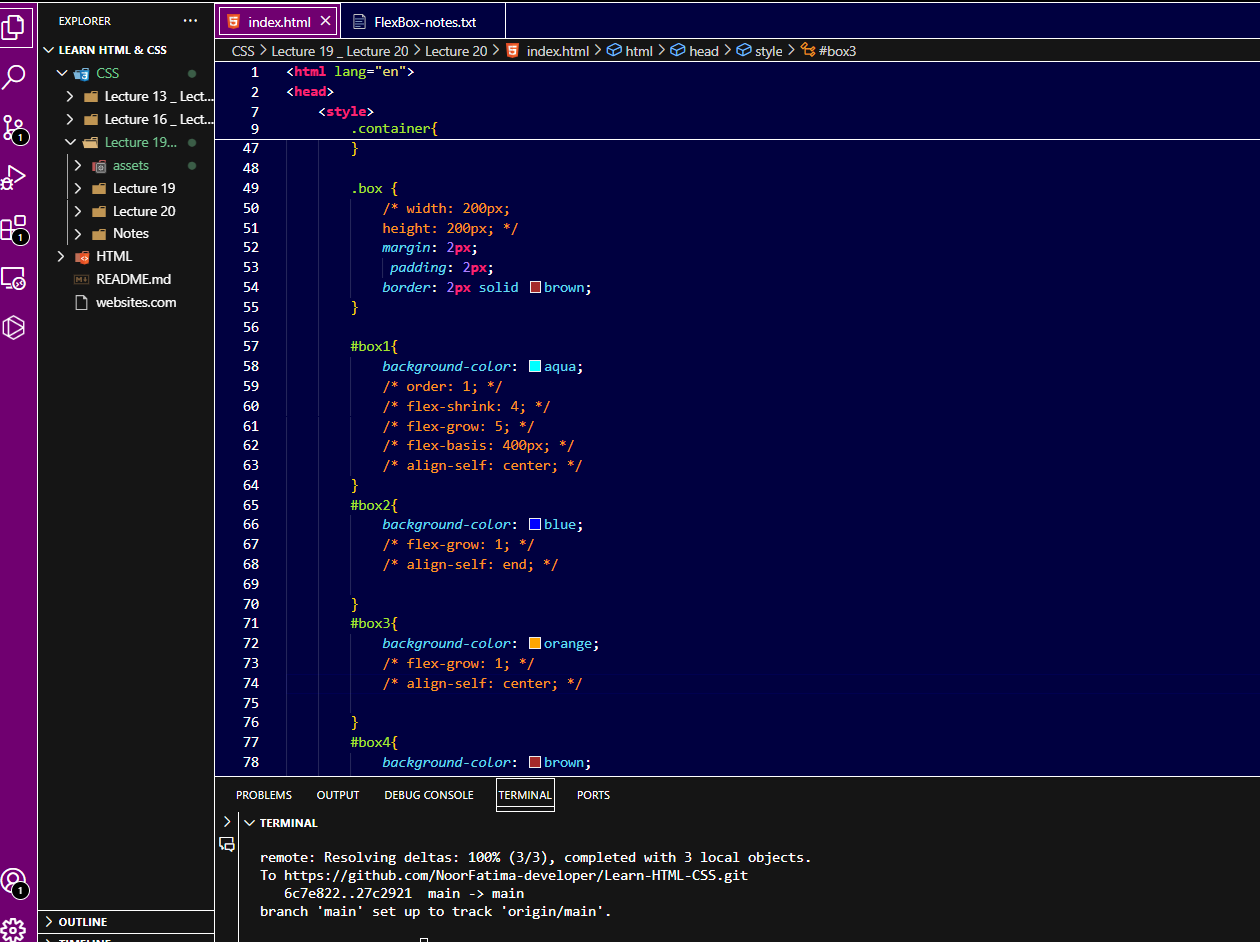 EXPLORER
LEARN HTML & CSS
CSS
Lecture 13 _ Lect...
Lecture 16 _ Lect...
Lecture 19...
assets
Lecture 19
Lecture 20
Notes
HTML
README.md
websites.com
OUTLINE
TIMELINE
1
1
1
index.html
FlexBox-notes.txt
CSS > Lecture 19 _ Lecture 20 > Lecture 20 > index.html > html > head > style > #box3
1 <html lang="en">
2 <head>
7 <style>
9 .container{
47 }
48
49 .box {
50 /* width: 200px;
51 height: 200px; */
52 margin: 2px;
53 padding: 2px;
54 border: 2px solid brown;
55 }
56
57 #box1{
58 background-color: aqua;
59 /* order: 1; */
60 /* flex-shrink: 4; */
61 /* flex-grow: 5; */
62 /* flex-basis: 400px; */
63 /* align-self: center; */
64 }
65 #box2{
66 background-color: blue;
67 /* flex-grow: 1; */
68 /* align-self: end; */
69
70 }
71 #box3{
72 background-color: orange;
73 /* flex-grow: 1; */
74 /* align-self: center; */
75
76 }
77 #box4{
78 background-color: brown;
PROBLEMS OUTPUT DEBUG CONSOLE TERMINAL PORTS
TERMINAL
remote: Resolving deltas: 100% (3/3), completed with 3 local objects.
To https://github.com/NoorFatima-developer/Learn-HTML-CSS.git
6c7e822..27c2921 main -> main
branch 'main' set up to track 'origin/main'.